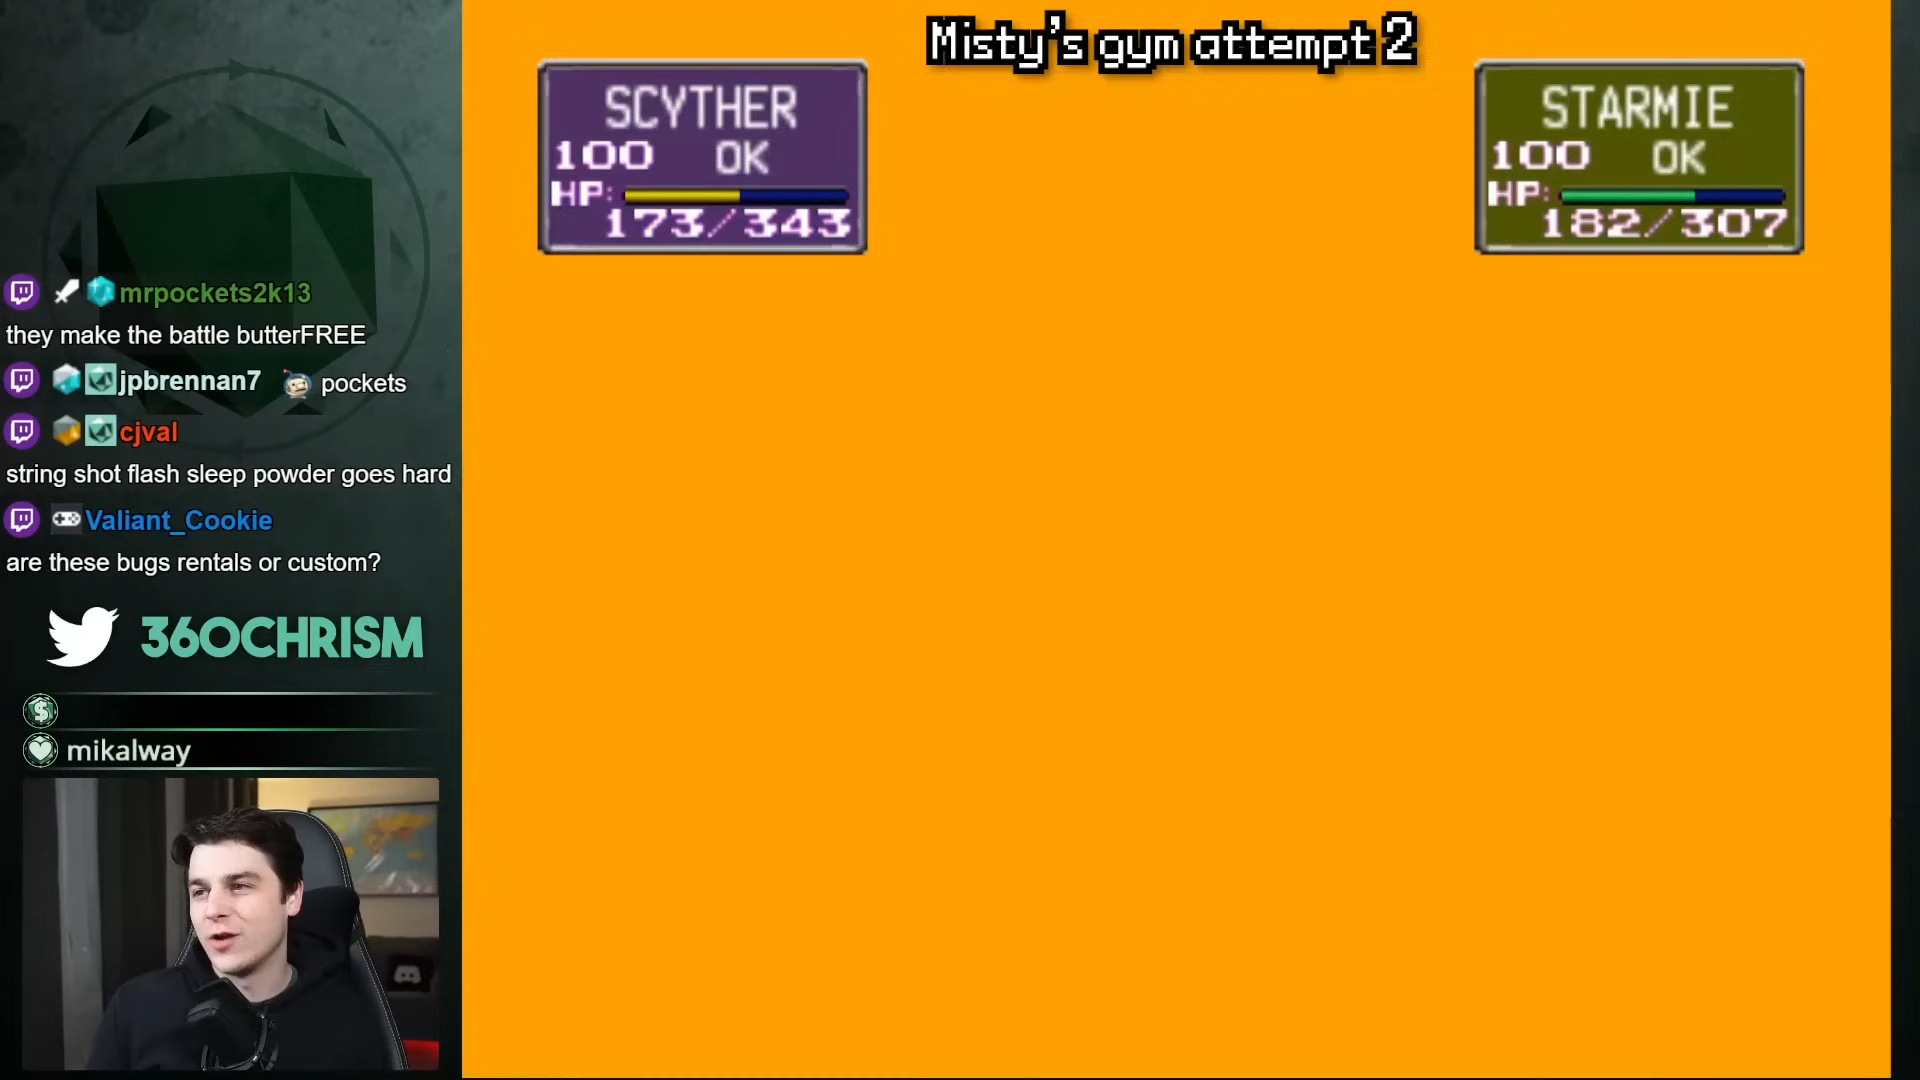 Misty's gym attempt 2
SCYTHER
100 OK
HP:
173/343
STARMIE
100 OK
HP:
182/307
mrpockets2k13
they make the battle butterFREE
jpbrennan7 pockets
cjval
string shot flash sleep powder goes hard
Valiant_Cookie
are these bugs rentals or custom?
360CHRISM
mikalway